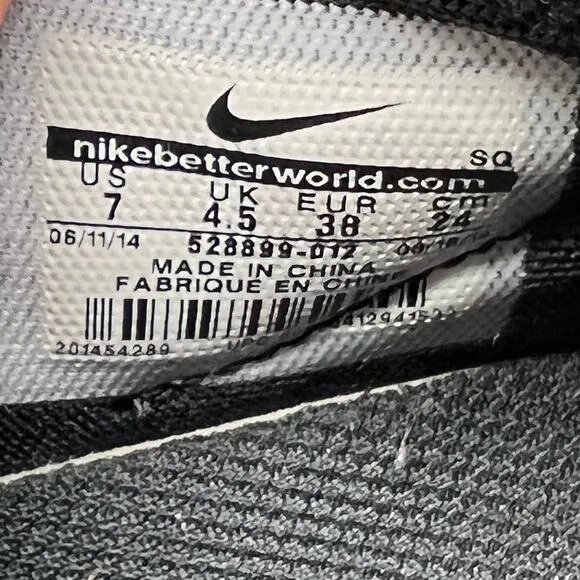 SQ
nikebetterworld.com
US UK EUR cm
7 4.5 38 24
06/11/14 528899-012
MADE IN CHINA
FABRIQUE EN CHINE
201454289